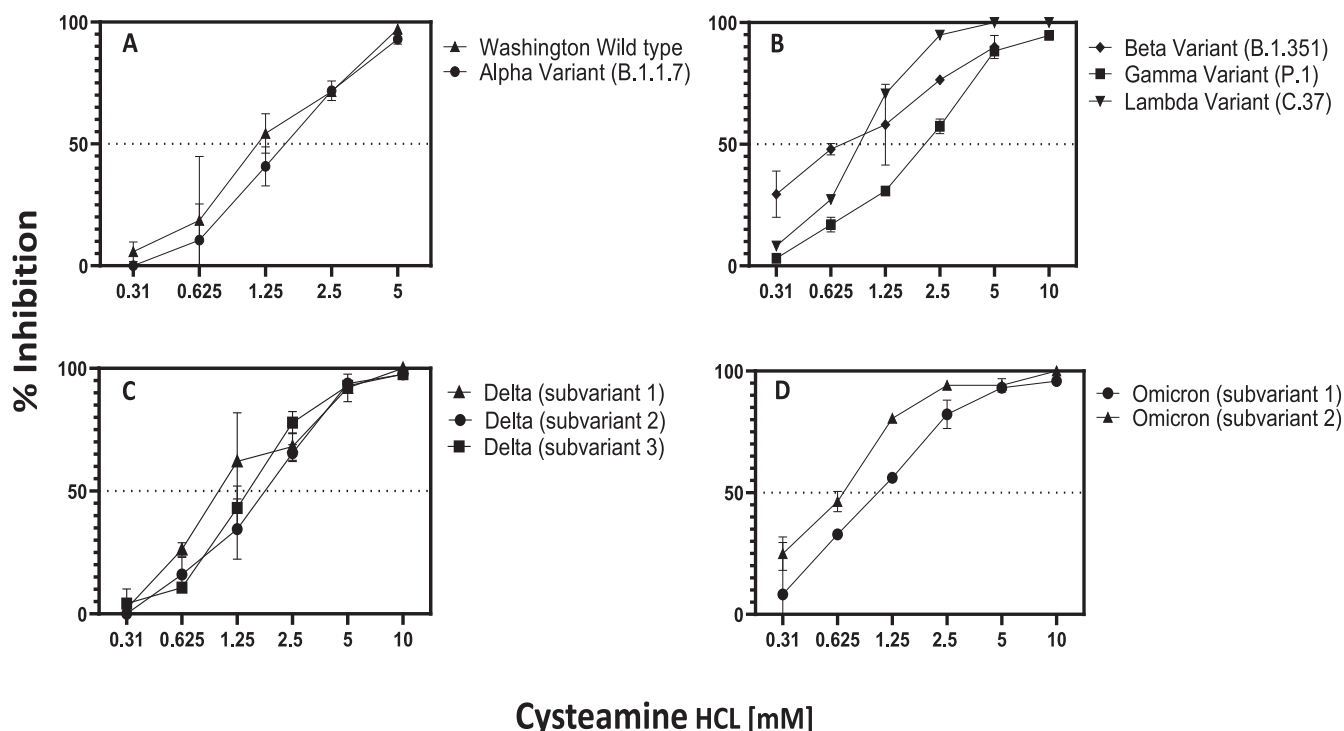 % Inhibition
A
100
50
0
0.31 0.625 1.25 2.5 5
Washington Wild type
Alpha Variant (B.1.1.7)
B
100
50
0
0.31 0.625 1.25 2.5 5 10
Beta Variant (B.1.351)
Gamma Variant (P.1)
Lambda Variant (C.37)
C
100
50
0
0.31 0.625 1.25 2.5 5 10
Delta (subvariant 1)
Delta (subvariant 2)
Delta (subvariant 3)
D
100
50
0
0.31 0.625 1.25 2.5 5 10
Omicron (subvariant 1)
Omicron (subvariant 2)
Cysteamine HCL [mM]